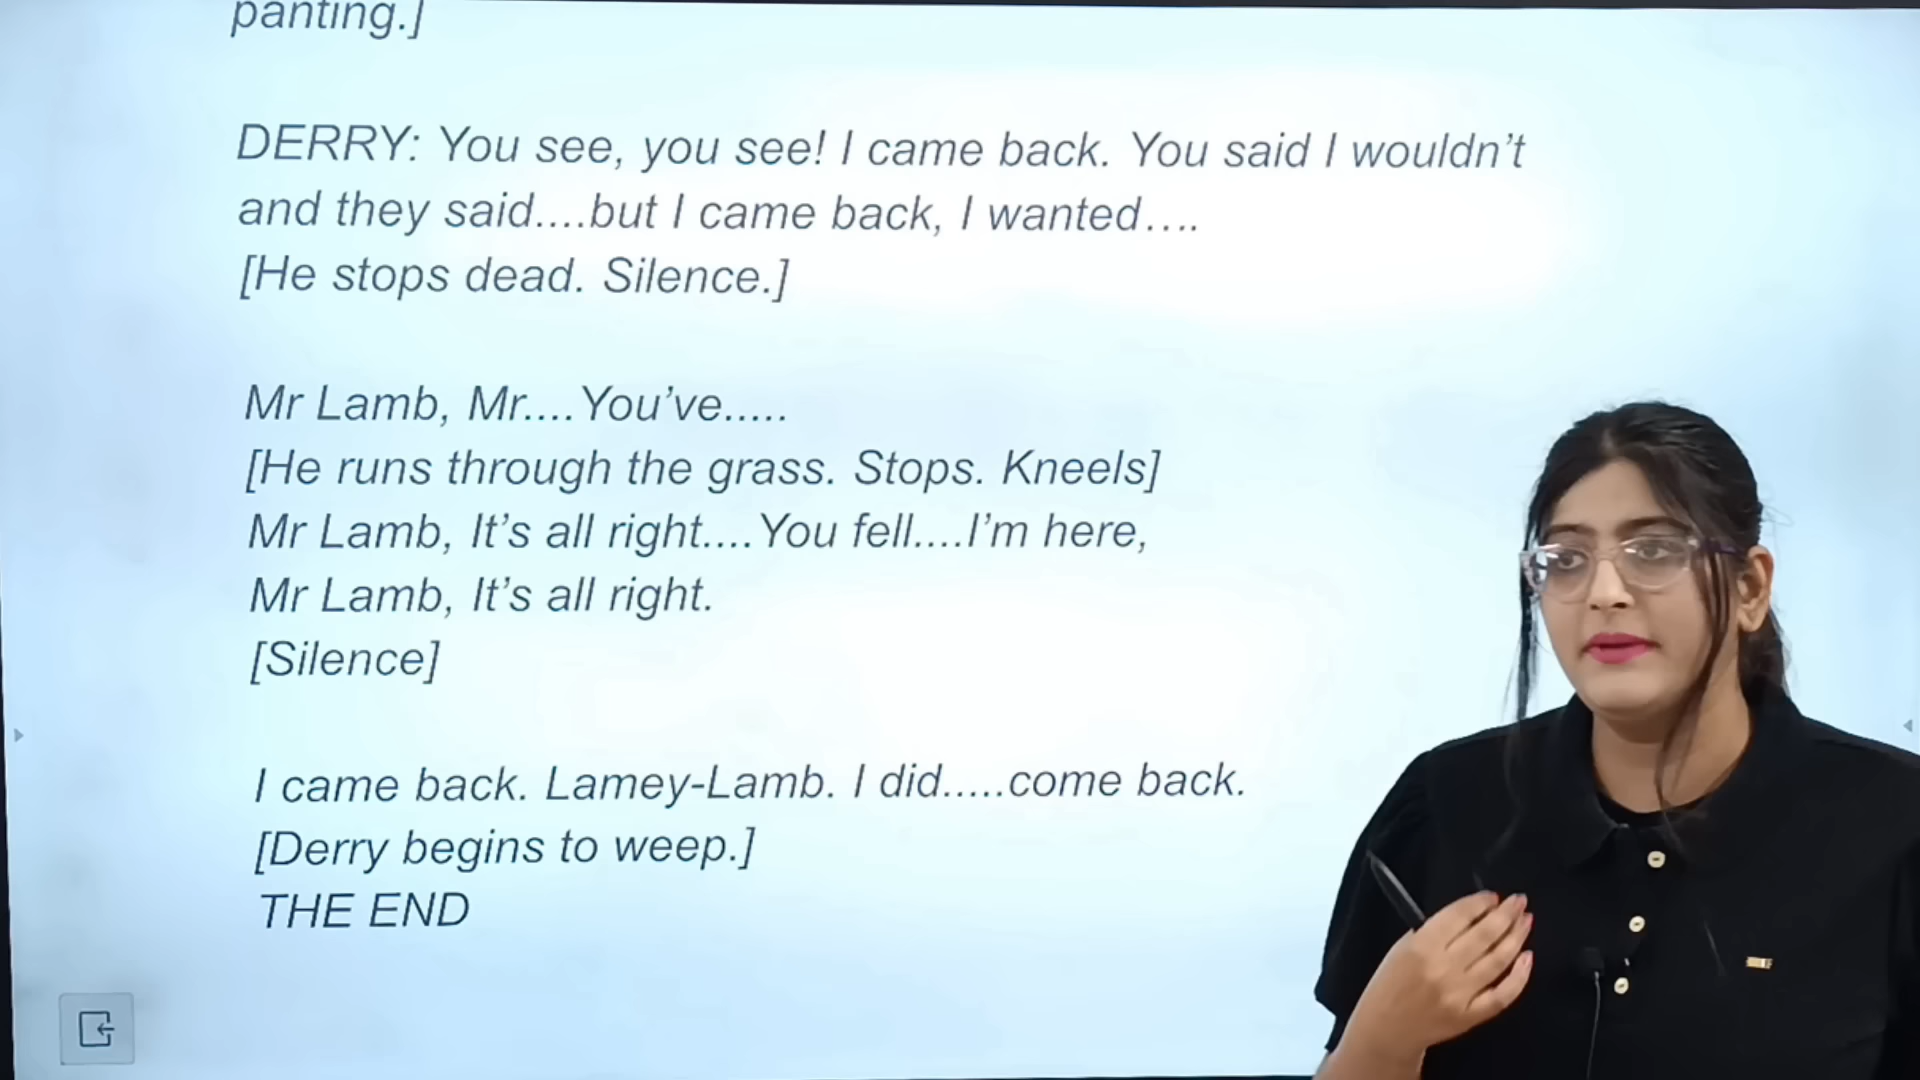 panting.]
DERRY: You see, you see! I came back. You said I wouldn't
and they said....but I came back, I wanted....
[He stops dead. Silence.]
Mr Lamb, Mr....You've.....
[He runs through the grass. Stops. Kneels]
Mr Lamb, It's all right....You fell....I'm here,
Mr Lamb, It's all right.
[Silence]
I came back. Lamey-Lamb. I did.....come back.
[Derry begins to weep.]
THE END